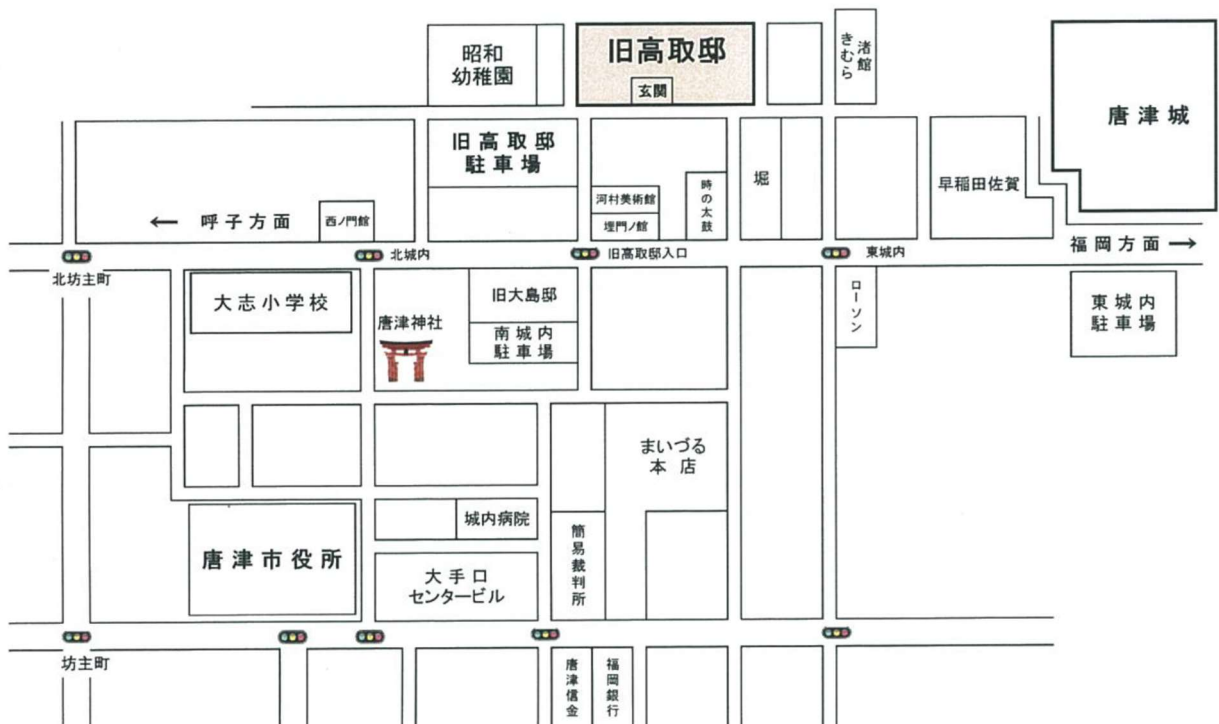 昭和
幼稚園
旧高取邸
玄関
渚館
きむら
唐津城
旧高取邸
駐車場
河村美術館
埋門ノ館
時の太鼓
堀
早稲田佐賀
← 呼子方面
西ノ門館
福岡方面 →
北坊主町
北城内
旧高取邸入口
東城内
大志小学校
唐津神社
旧大島邸
南城内
駐車場
ローソン
東城内
駐車場
まいづる
本店
城内病院
簡易裁判所
唐津市役所
大手口
センタービル
坊主町
唐津信金
福岡銀行